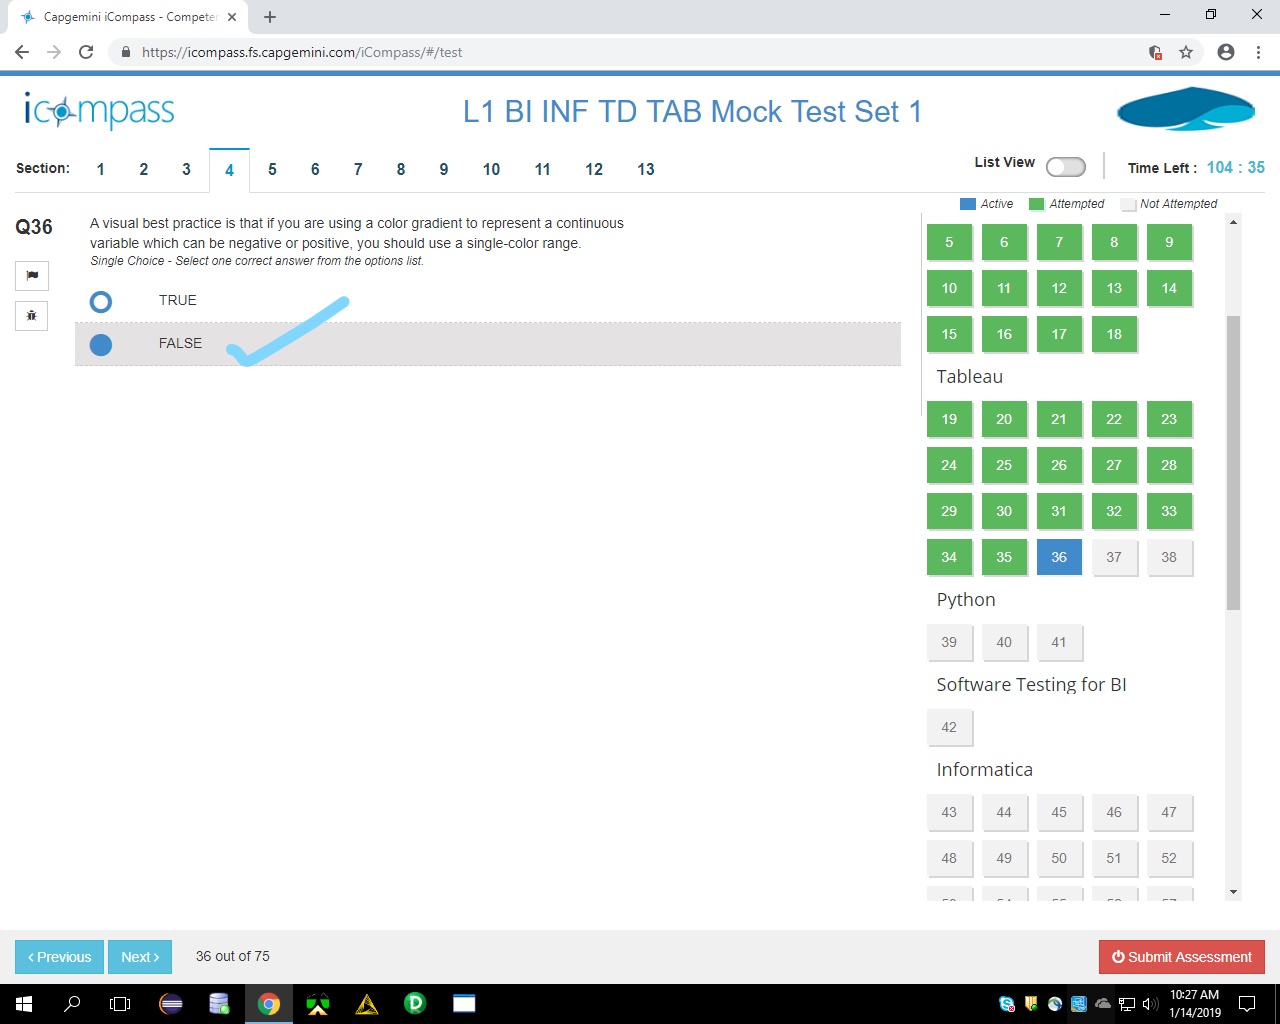 Capgemini iCompass - Compete
https://icompass.fs.capgemini.com/iCompass/#/test
icompass
L1 BI INF TD TAB Mock Test Set 1
Section: 1 2 3 4 5 6 7 8 9 10 11 12 13
List View
Time Left : 104 : 35
Active Attempted Not Attempted
Q36
A visual best practice is that if you are using a color gradient to represent a continuous
variable which can be negative or positive, you should use a single-color range.
Single Choice - Select one correct answer from the options list.
TRUE
FALSE
5 6 7 8 9
10 11 12 13 14
15 16 17 18
Tableau
19 20 21 22 23
24 25 26 27 28
29 30 31 32 33
34 35 36 37 38
Python
39 40 41
Software Testing for BI
42
Informatica
43 44 45 46 47
48 49 50 51 52
‹ Previous
Next ›
36 out of 75
Submit Assessment
10:27 AM
1/14/2019